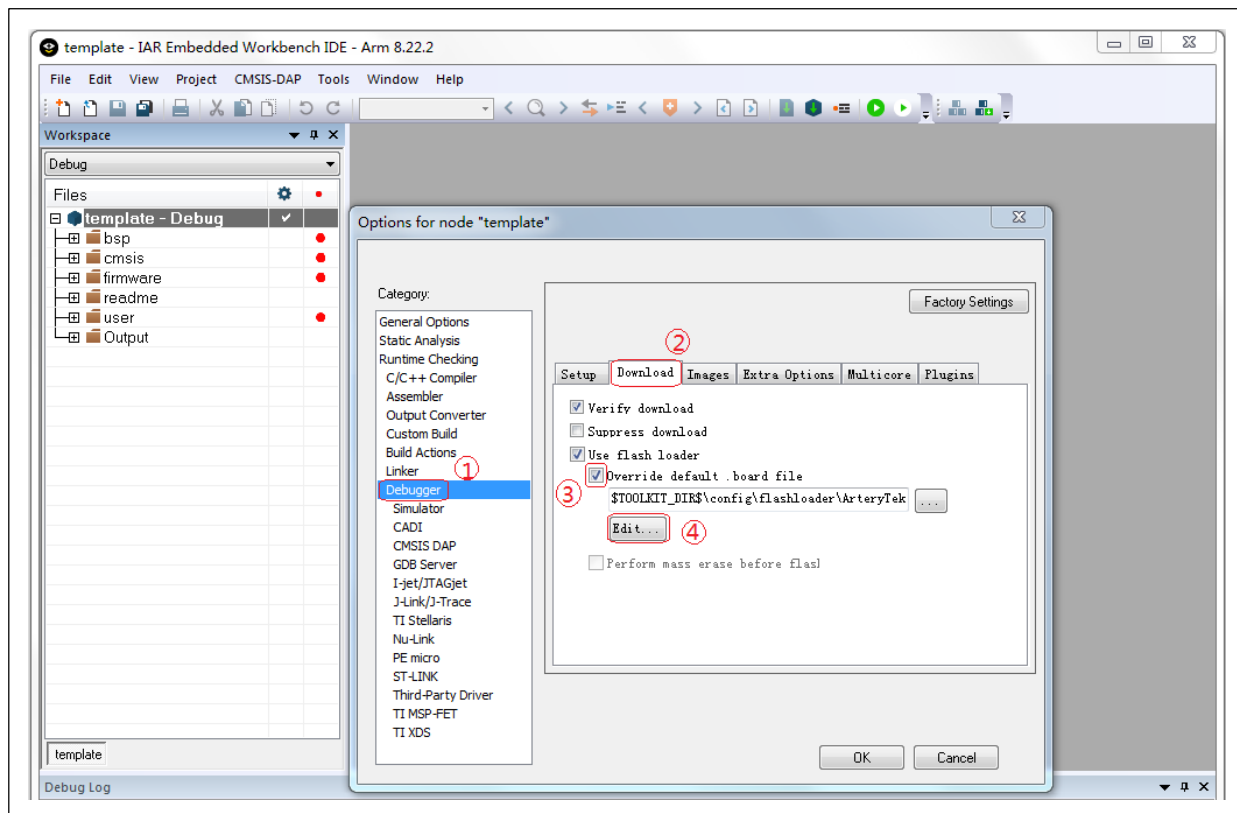 template - IAR Embedded Workbench IDE - Arm 8.22.2
File Edit View Project CMSIS-DAP Tools Window Help
Workspace
Debug
Files
template - Debug
bsp
cmsis
firmware
readme
user
Output
template
Debug Log
Options for node "template"
Category:
General Options
Static Analysis
Runtime Checking
C/C++ Compiler
Assembler
Output Converter
Custom Build
Build Actions
Linker
①
Debugger
Simulator
CADI
CMSIS DAP
GDB Server
I-jet/JTAGjet
J-Link/J-Trace
TI Stellaris
Nu-Link
PE micro
ST-LINK
Third-Party Driver
TI MSP-FET
TI XDS
Factory Settings
②
Setup Download Images Extra Options Multicore Plugins
Verify download
Suppress download
Use flash loader
Override default .board file
③
$TOOLKIT_DIR$\config\flashloader\ArteryTek ...
Edit... ④
Perform mass erase before flasl
OK Cancel